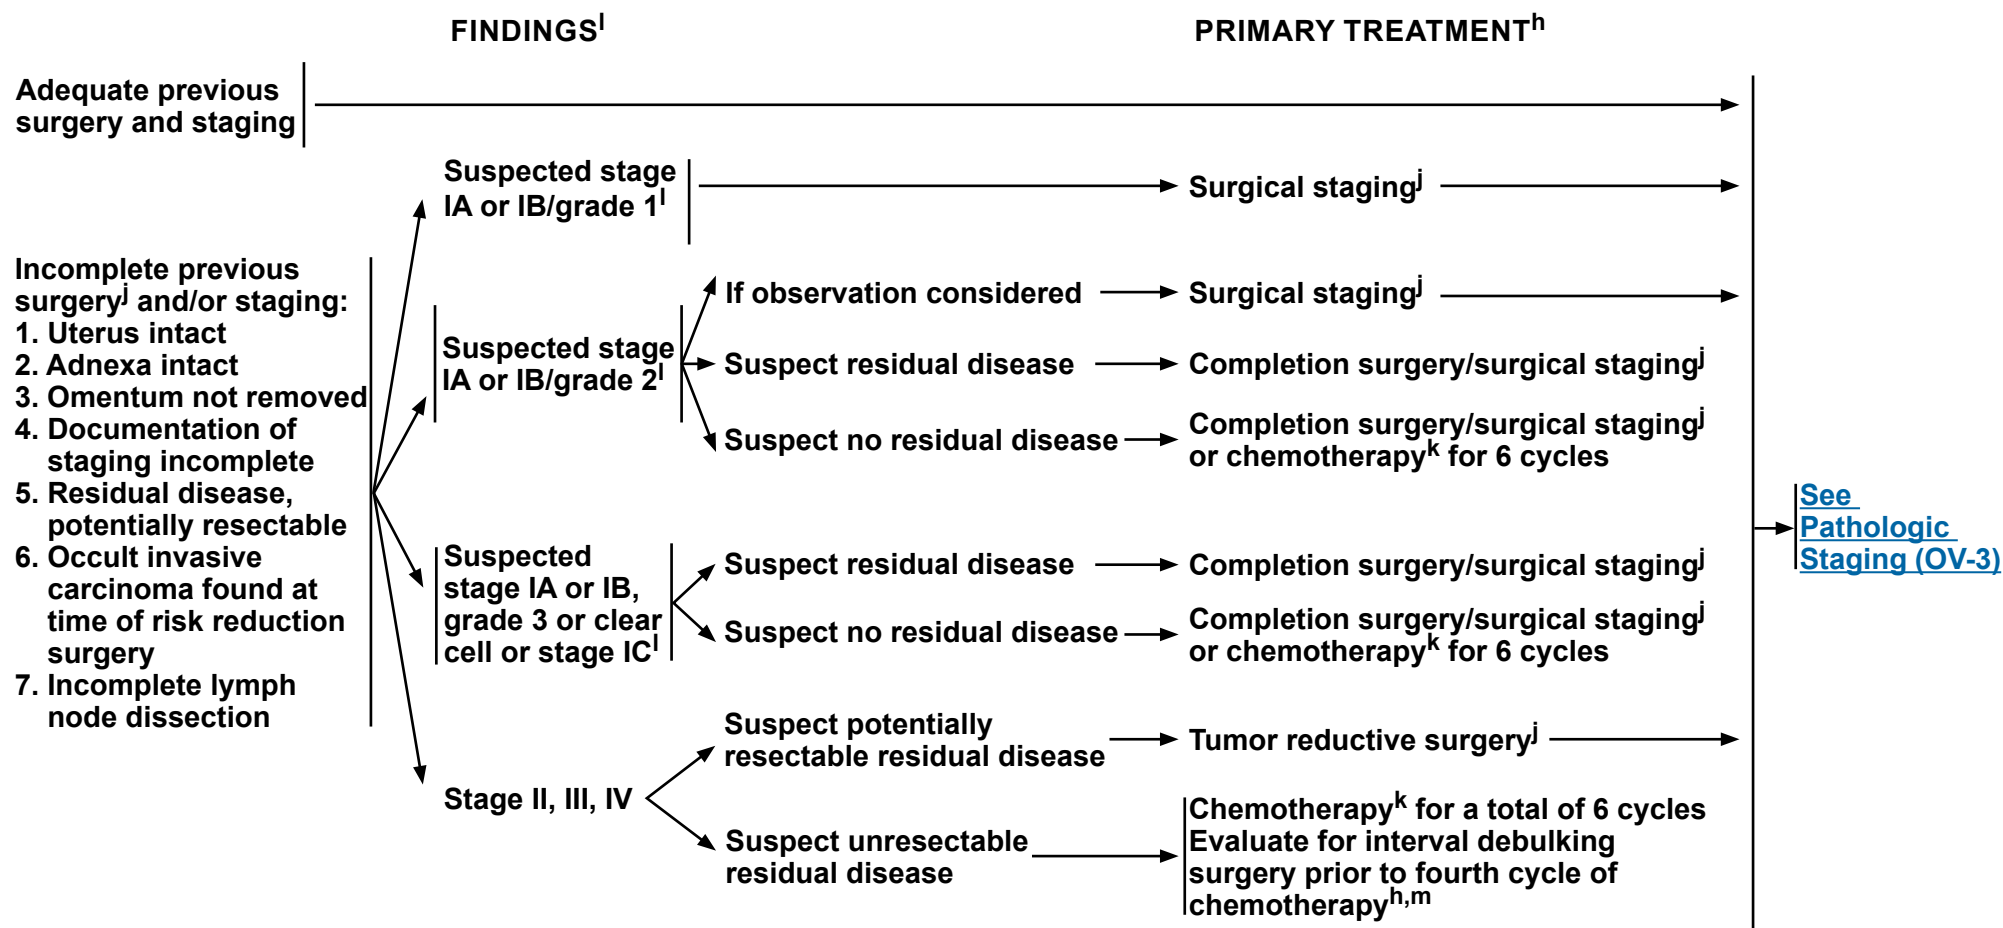 FINDINGSl
PRIMARY TREATMENTh
Adequate previous
surgery and staging
Incomplete previous
surgeryj and/or staging:
1. Uterus intact
2. Adnexa intact
3. Omentum not removed
4. Documentation of
staging incomplete
5. Residual disease,
potentially resectable
6. Occult invasive
carcinoma found at
time of risk reduction
surgery
7. Incomplete lymph
node dissection
Suspected stage
IA or IB/grade 1l
Surgical stagingj
Suspected stage
IA or IB/grade 2l
If observation considered
Surgical stagingj
Suspect residual disease
Completion surgery/surgical stagingj
Suspect no residual disease
Completion surgery/surgical stagingj
or chemotherapyk for 6 cycles
Suspected
stage IA or IB,
grade 3 or clear
cell or stage ICl
Suspect residual disease
Completion surgery/surgical stagingj
Suspect no residual disease
Completion surgery/surgical stagingj
or chemotherapyk for 6 cycles
Stage II, III, IV
Suspect potentially
resectable residual disease
Tumor reductive surgeryj
Suspect unresectable
residual disease
Chemotherapyk for a total of 6 cycles
Evaluate for interval debulking
surgery prior to fourth cycle of
chemotherapyh,m
See
Pathologic
Staging (OV-3)